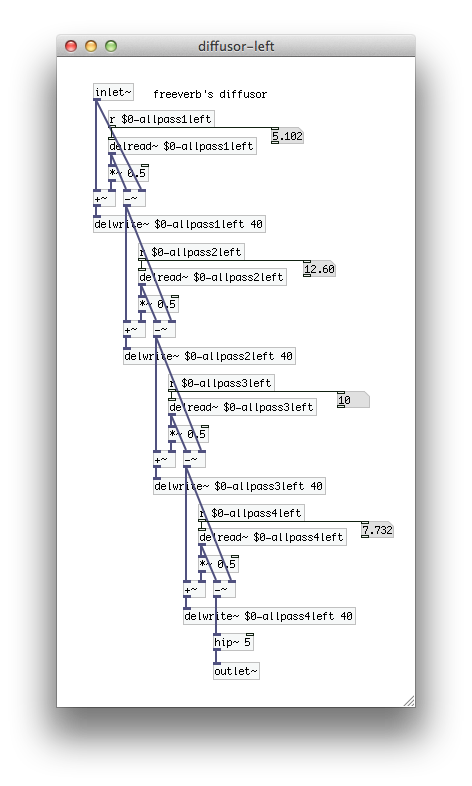 diffusor-left
inlet~ freeverb's diffusor
r $0-allpass1left
5.102
delread~ $0-allpass1left
*~ 0.5
+~ -~
delwrite~ $0-allpass1left 40
r $0-allpass2left
12.60
delread~ $0-allpass2left
*~ 0.5
+~ -~
delwrite~ $0-allpass2left 40
r $0-allpass3left
10
delread~ $0-allpass3left
*~ 0.5
+~ -~
delwrite~ $0-allpass3left 40
r $0-allpass4left
7.732
delread~ $0-allpass4left
*~ 0.5
+~ -~
delwrite~ $0-allpass4left 40
hip~ 5
outlet~